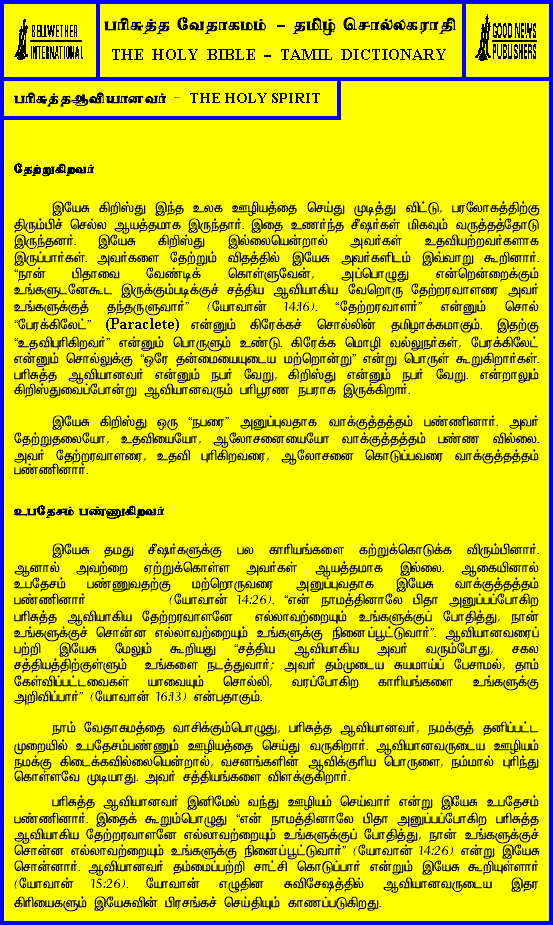 BELLWETHER
INTERNATIONAL
பரிசுத்த வேதாகமம் – தமிழ் சொல்லகராதி
THE HOLY BIBLE – TAMIL DICTIONARY
GOOD NEWS
PUBLISHERS
பரிசுத்தஆவியானவர் – THE HOLY SPIRIT
தேற்றுகிறவர்
இயேசு கிறிஸ்து இந்த உலக ஊழியத்தை செய்து முடித்து விட்டு, பரலோகத்திற்கு
திரும்பிச் செல்ல ஆயத்தமாக இருந்தார். இதை உணர்ந்த சீஷர்கள் மிகவும் வருத்தத்தோடு
இருந்தனர். இயேசு கிறிஸ்து இல்லையென்றால் அவர்கள் உதவியற்றவர்களாக
இருப்பார்கள். அவர்களை தேற்றும் விதத்தில் இயேசு அவர்களிடம் இவ்வாறு கூறினார்.
“நான் பிதாவை வேண்டிக் கொள்ளுவேன், அப்பொழுது என்றென்றைக்கும்
உங்களுடனேகூட இருக்கும்படிக்குச் சத்திய ஆவியாகிய வேறொரு தேற்றரவாளரை அவர்
உங்களுக்குத் தந்தருளுவார்” (யோவான் 14:16). “தேற்றரவாளர்” என்னும் சொல்
“பேரக்கிலேட்” (Paraclete) என்னும் கிரேக்கச் சொல்லின் தமிழாக்கமாகும். இதற்கு
“உதவிபுரிகிறவர்” என்னும் பொருளும் உண்டு. கிரேக்க மொழி வல்லுநர்கள், பேரக்கிலேட்
என்னும் சொல்லுக்கு “ஒரே தன்மையையுடைய மற்றொன்று” என்று பொருள் கூறுகிறார்கள்.
பரிசுத்த ஆவியானவர் என்னும் நபர் வேறு, கிறிஸ்து என்னும் நபர் வேறு. என்றாலும்
கிறிஸ்துவைப்போன்று ஆவியானவரும் பரிபூரண நபராக இருக்கிறார்.
இயேசு கிறிஸ்து ஒரு “நபரை” அனுப்புவதாக வாக்குத்தத்தம் பண்ணினார். அவர்
தேற்றுதலையோ, உதவியையோ, ஆலோசனையையோ வாக்குத்தத்தம் பண்ண வில்லை.
அவர் தேற்றரவாளரை, உதவி புரிகிறவரை, ஆலோசனை கொடுப்பவரை வாக்குத்தத்தம்
பண்ணினார்.
உபதேசம் பண்ணுகிறவர்
இயேசு தமது சீஷர்களுக்கு பல காரியங்களை கற்றுக்கொடுக்க விரும்பினார்.
ஆனால் அவற்றை ஏற்றுக்கொள்ள அவர்கள் ஆயத்தமாக இல்லை. ஆகையினால்
உபதேசம் பண்ணுவதற்கு மற்றொருவரை அனுப்புவதாக இயேசு வாக்குத்தத்தம்
பண்ணினார் (யோவான் 14:26). “என் நாமத்தினாலே பிதா அனுப்பப்போகிற
பரிசுத்த ஆவியாகிய தேற்றரவாளனே எல்லாவற்றையும் உங்களுக்குப் போதித்து, நான்
உங்களுக்குச் சொன்ன எல்லாவற்றையும் உங்களுக்கு நினைப்பூட்டுவார்”. ஆவியானவரைப்
பற்றி இயேசு மேலும் கூறியது “சத்திய ஆவியாகிய அவர் வரும்போது, சகல
சத்தியத்திற்குள்ளும் உங்களை நடத்துவார்; அவர் தம்முடைய சுயமாய்ப் பேசாமல், தாம்
கேள்விப்பட்டவைகள் யாவையும் சொல்லி, வரப்போகிற காரியங்களை உங்களுக்கு
அறிவிப்பார்” (யோவான் 16:13) என்பதாகும்.
நாம் வேதாகமத்தை வாசிக்கும்பொழுது, பரிசுத்த ஆவியானவர், நமக்குத் தனிப்பட்ட
முறையில் உபதேசம்பண்ணும் ஊழியத்தை செய்து வருகிறார். ஆவியானவருடைய ஊழியம்
நமக்கு கிடைக்கவில்லையென்றால், வசனங்களின் ஆவிக்குரிய பொருளை, நம்மால் புரிந்து
கொள்ளவே முடியாது. அவர் சத்தியங்களை விளக்குகிறார்.
பரிசுத்த ஆவியானவர் இனிமேல் வந்து ஊழியம் செய்வார் என்று இயேசு உபதேசம்
பண்ணினார். இதைக் கூறும்பொழுது “என் நாமத்தினாலே பிதா அனுப்பப்போகிற பரிசுத்த
ஆவியாகிய தேற்றரவாளனே எல்லாவற்றையும் உங்களுக்குப் போதித்து, நான் உங்களுக்குச்
சொன்ன எல்லாவற்றையும் உங்களுக்கு நினைப்பூட்டுவார்” (யோவான் 14:26) என்று இயேசு
சொன்னார். ஆவியானவர் தம்மைப்பற்றி சாட்சி கொடுப்பார் என்றும் இயேசு கூறியுள்ளார்
(யோவான் 15:26). யோவான் எழுதின சுவிசேஷத்தில் ஆவியானவருடைய இதர
கிரியைகளும் இயேசுவின் பிரசங்கச் செய்தியும் காணப்படுகிறது.